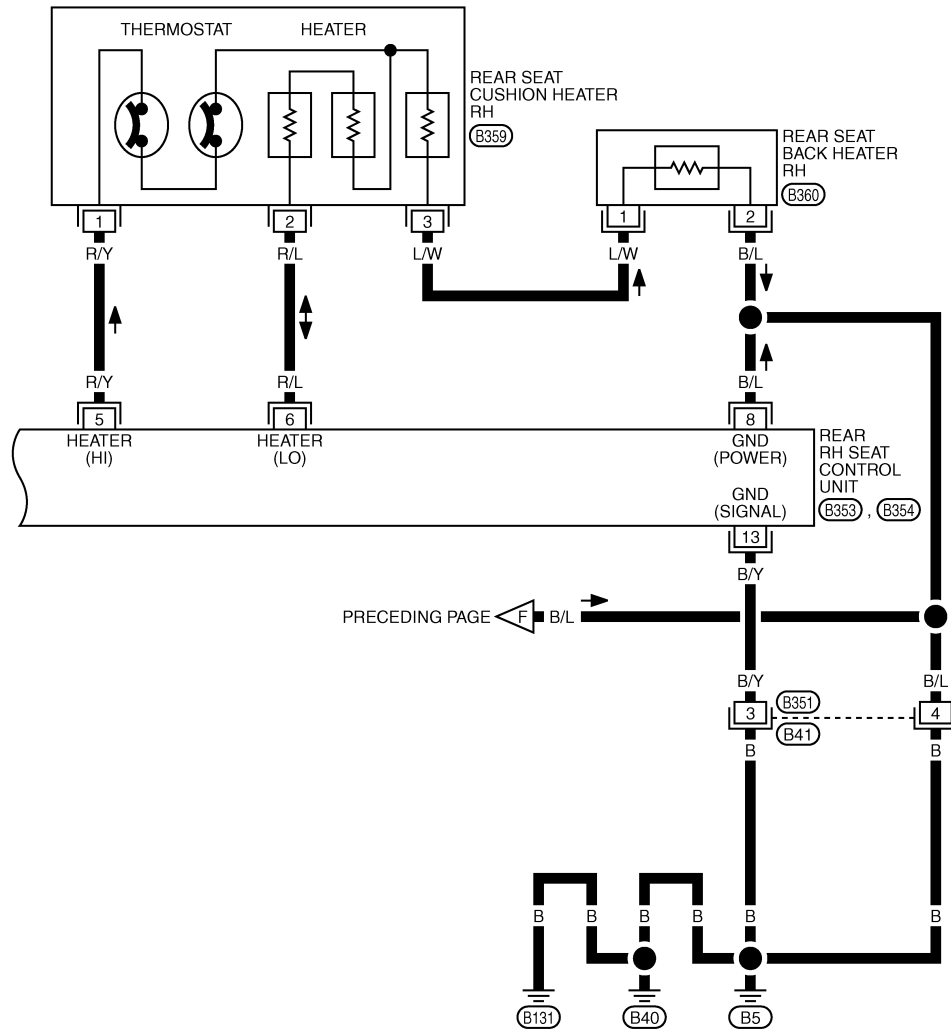 THERMOSTAT HEATER
REAR SEAT
CUSHION HEATER
RH
B359
REAR SEAT
BACK HEATER
RH
B360
1 2 3 1 2
R/Y R/L L/W L/W B/L
R/Y R/L B/L
5 6 8
HEATER
(HI)
HEATER
(LO)
GND
(POWER)
GND
(SIGNAL)
REAR
RH SEAT
CONTROL
UNIT
B353 , B354
13
B/Y
PRECEDING PAGE F B/L
B/Y B/L
3 B351 4
B41
B B
B B B B B B
B131 B40 B5